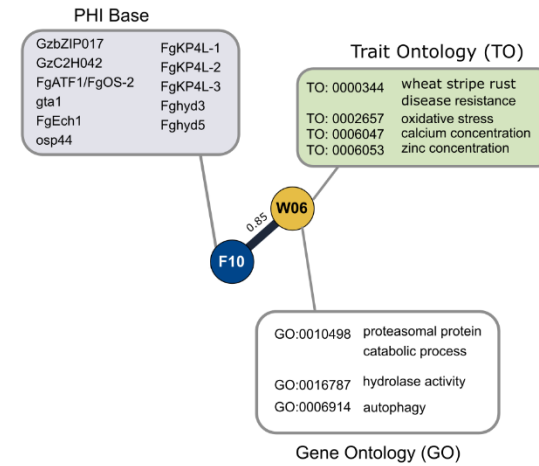 PHI Base
GzbZIP017
GzC2H042
FgATF1/FgOS-2
gta1
FgEch1
osp44
FgKP4L-1
FgKP4L-2
FgKP4L-3
Fghyd3
Fghyd5
Trait Ontology (TO)
TO: 0000344 wheat stripe rust
disease resistance
TO: 0002657 oxidative stress
TO: 0006047 calcium concentration
TO: 0006053 zinc concentration
W06
0.85
F10
GO:0010498 proteasomal protein
catabolic process
GO:0016787 hydrolase activity
GO:0006914 autophagy
Gene Ontology (GO)